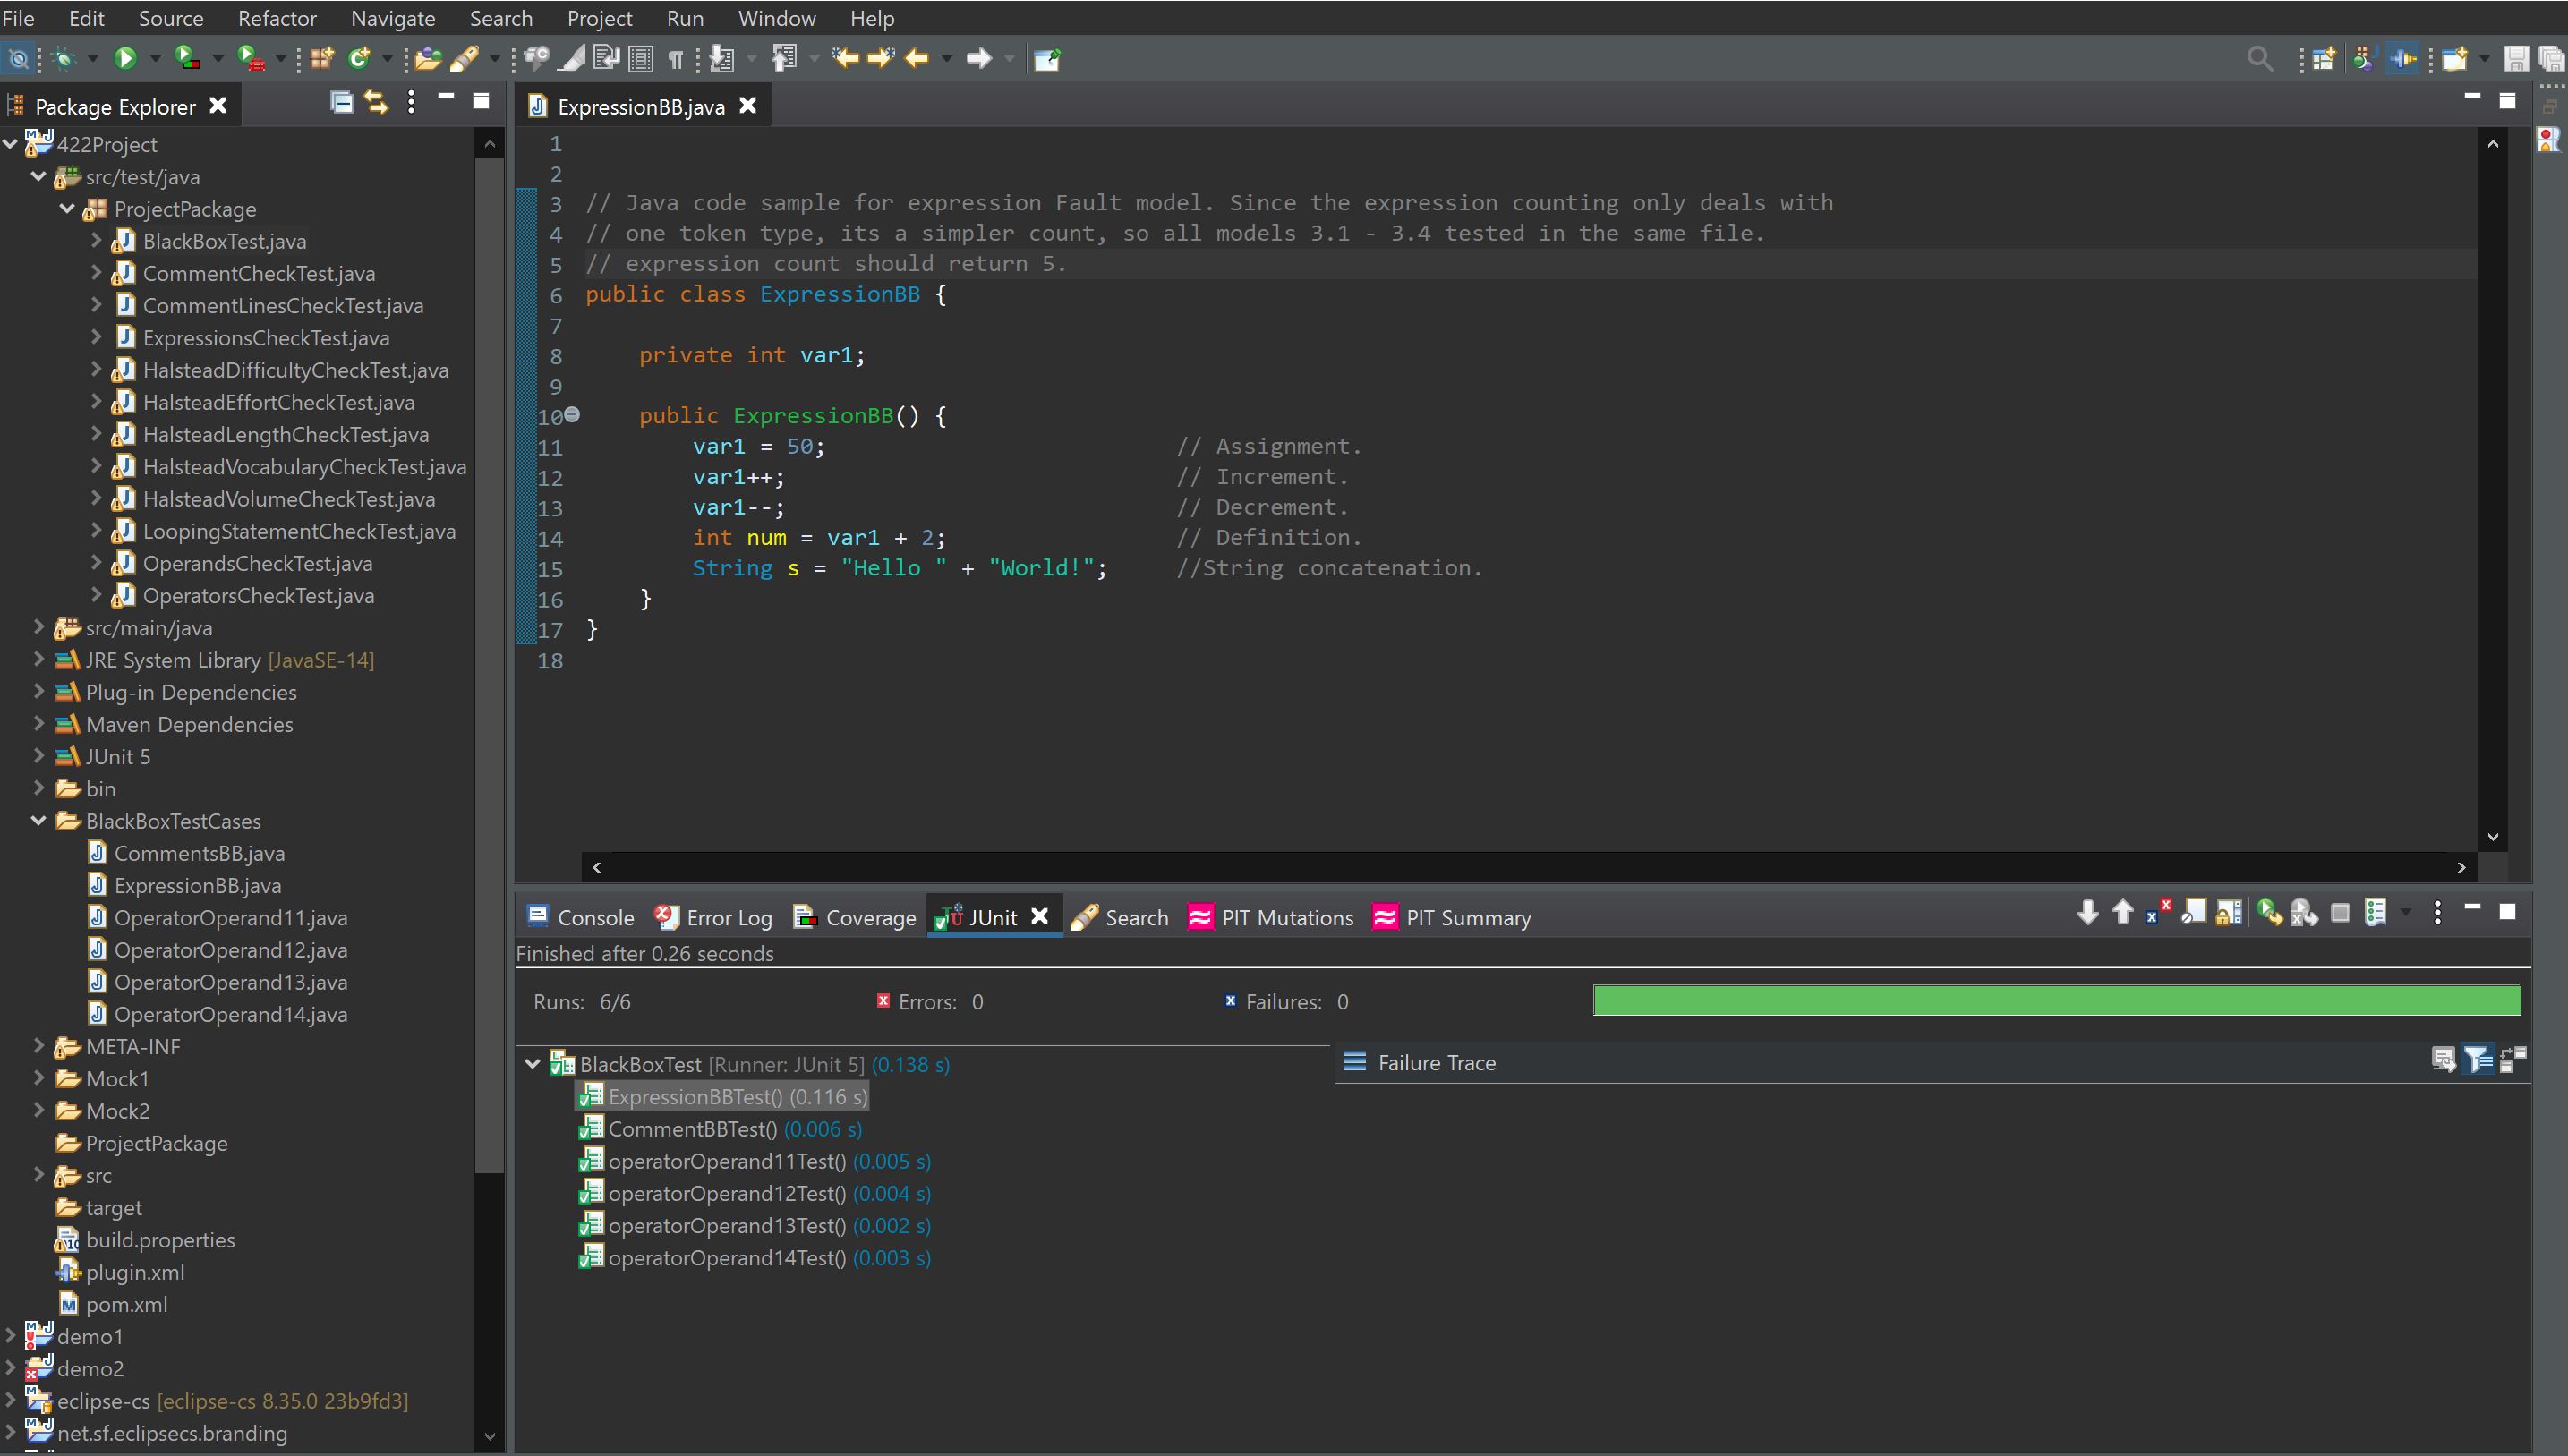 File Edit Source Refactor Navigate Search Project Run Window Help
Package Explorer
422Project
src/test/java
ProjectPackage
BlackBoxTest.java
CommentCheckTest.java
CommentLinesCheckTest.java
ExpressionsCheckTest.java
HalsteadDifficultyCheckTest.java
HalsteadEffortCheckTest.java
HalsteadLengthCheckTest.java
HalsteadVocabularyCheckTest.java
HalsteadVolumeCheckTest.java
LoopingStatementCheckTest.java
OperandsCheckTest.java
OperatorsCheckTest.java
src/main/java
JRE System Library [JavaSE-14]
Plug-in Dependencies
Maven Dependencies
JUnit 5
bin
BlackBoxTestCases
CommentsBB.java
ExpressionBB.java
OperatorOperand11.java
OperatorOperand12.java
OperatorOperand13.java
OperatorOperand14.java
META-INF
Mock1
Mock2
ProjectPackage
src
target
build.properties
plugin.xml
pom.xml
demo1
demo2
eclipse-cs [eclipse-cs 8.35.0 23b9fd3]
net.sf.eclipsecs.branding
ExpressionBB.java
1
2
3 // Java code sample for expression Fault model. Since the expression counting only deals with
4 // one token type, its a simpler count, so all models 3.1 - 3.4 tested in the same file.
5 // expression count should return 5.
6 public class ExpressionBB {
7
8 private int var1;
9
10 public ExpressionBB() {
11 var1 = 50; // Assignment.
12 var1++; // Increment.
13 var1--; // Decrement.
14 int num = var1 + 2; // Definition.
15 String s = "Hello " + "World!"; //String concatenation.
16 }
17 }
18
Console Error Log Coverage JUnit Search PIT Mutations PIT Summary
Finished after 0.26 seconds
Runs: 6/6 Errors: 0 Failures: 0
BlackBoxTest [Runner: JUnit 5] (0.138 s)
ExpressionBBTest() (0.116 s)
CommentBBTest() (0.006 s)
operatorOperand11Test() (0.005 s)
operatorOperand12Test() (0.004 s)
operatorOperand13Test() (0.002 s)
operatorOperand14Test() (0.003 s)
Failure Trace